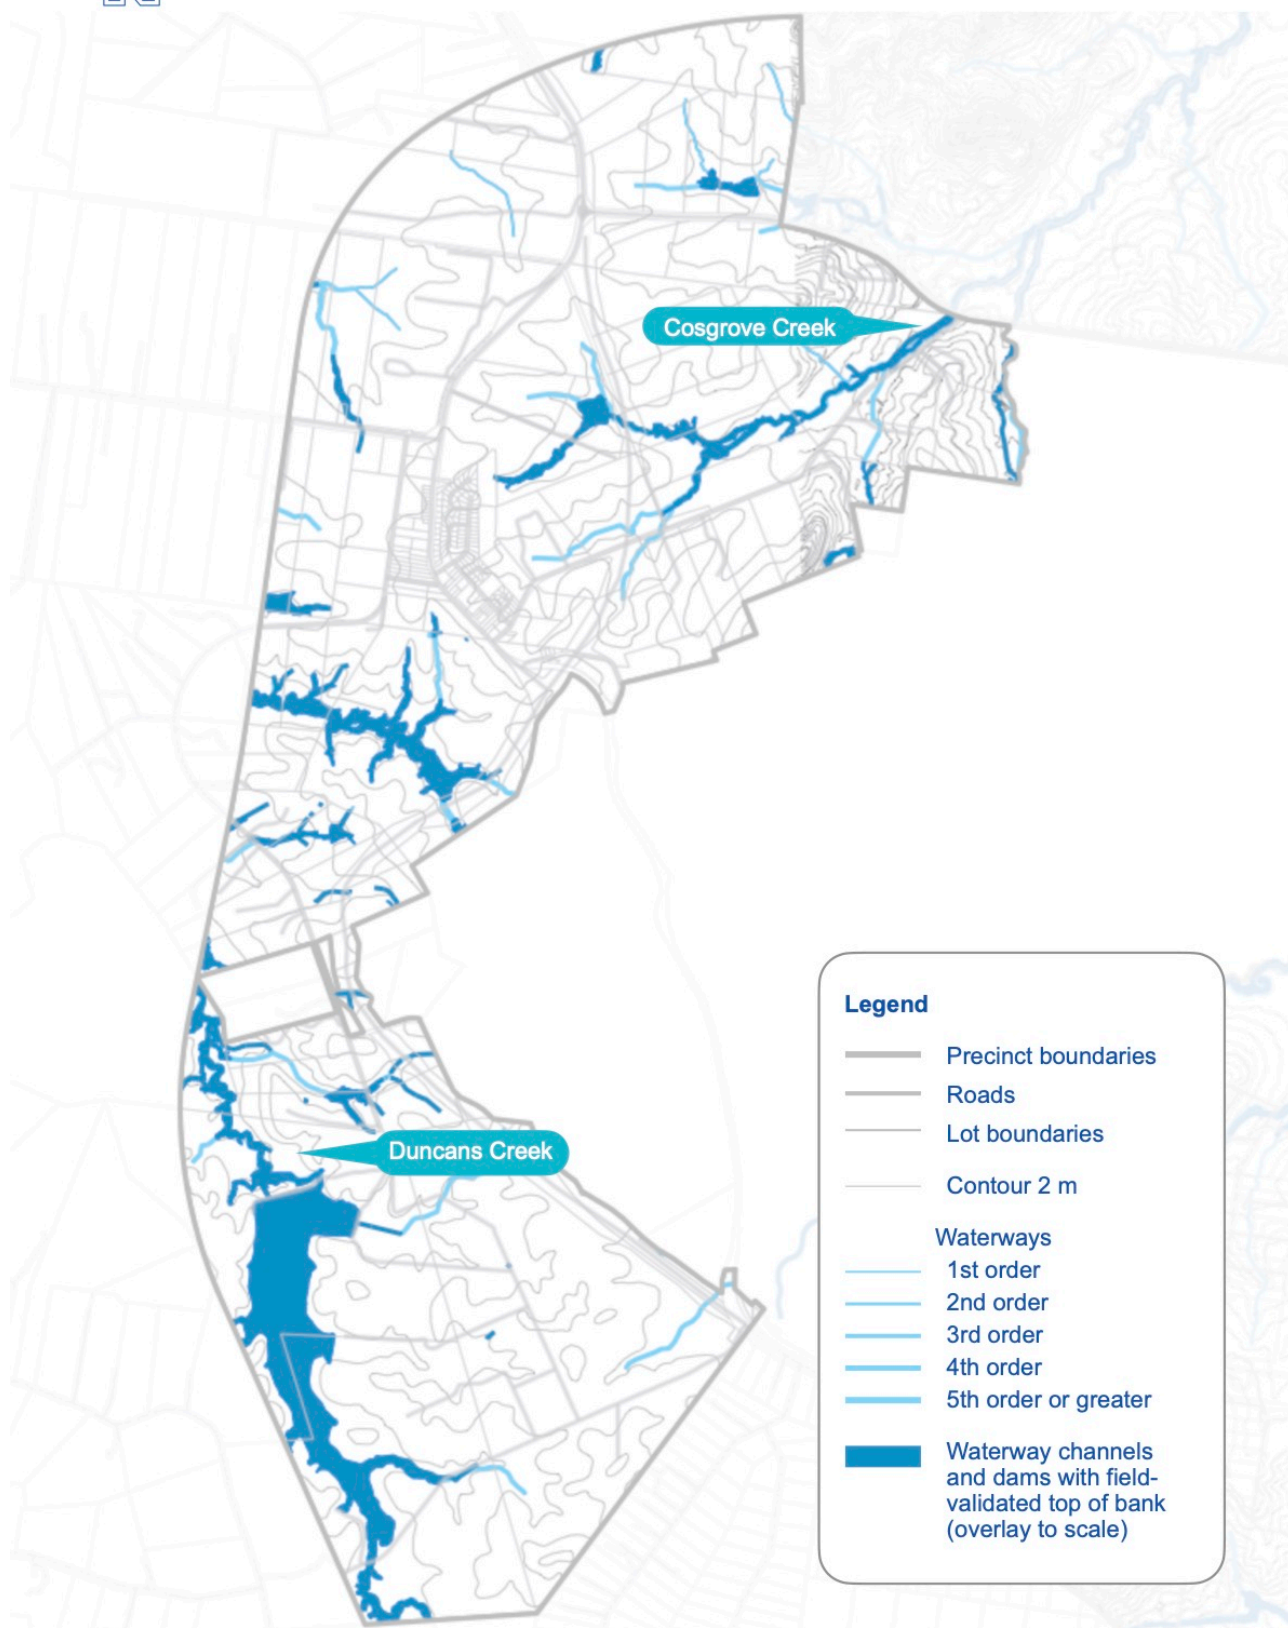 Cosgrove Creek
Duncans Creek
Legend
Precinct boundaries
Roads
Lot boundaries
Contour 2 m
Waterways
1st order
2nd order
3rd order
4th order
5th order or greater
Waterway channels
and dams with field-
validated top of bank
(overlay to scale)